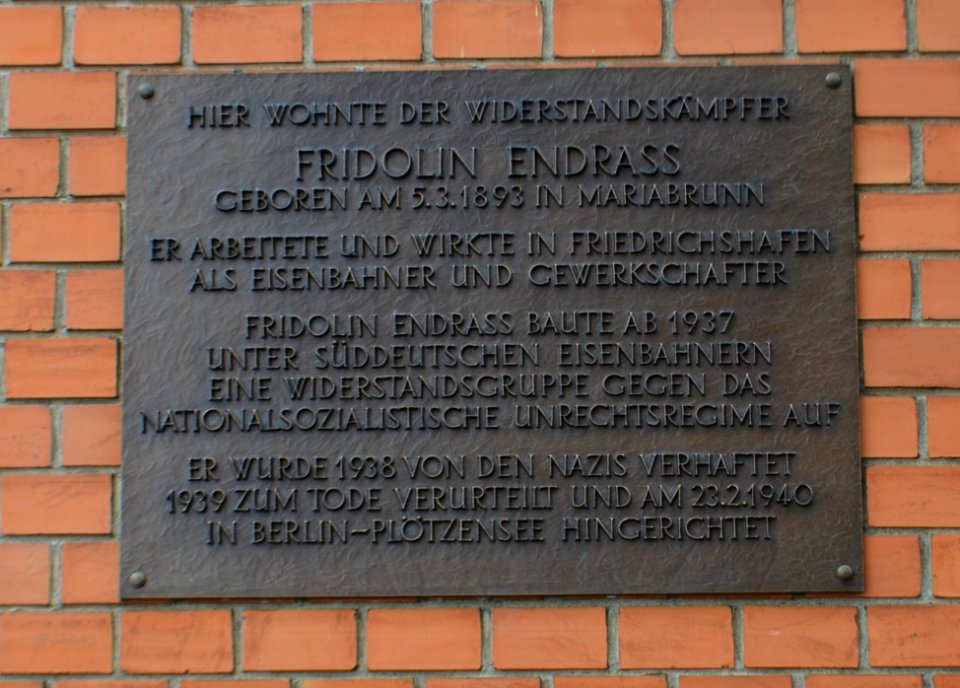 HIER WOHNTE DER WIDERSTANDSKÄMPFER
FRIDOLIN ENDRASS
GEBOREN AM 5.3.1893 IN MARIABRUNN
ER ARBEITETE UND WIRKTE IN FRIEDRICHSHAFEN
ALS EISENBAHNER UND GEWERKSCHAFTER
FRIDOLIN ENDRASS BAUTE AB 1937
UNTER SÜDDEUTSCHEN EISENBAHNERN
EINE WIDERSTANDSGRUPPE GEGEN DAS
NATIONALSOZIALISTISCHE UNRECHTSREGIME AUF
ER WURDE 1938 VON DEN NAZIS VERHAFTET
1939 ZUM TODE VERURTEILT UND AM 23.2.1940
IN BERLIN-PLÖTZENSEE HINGERICHTET